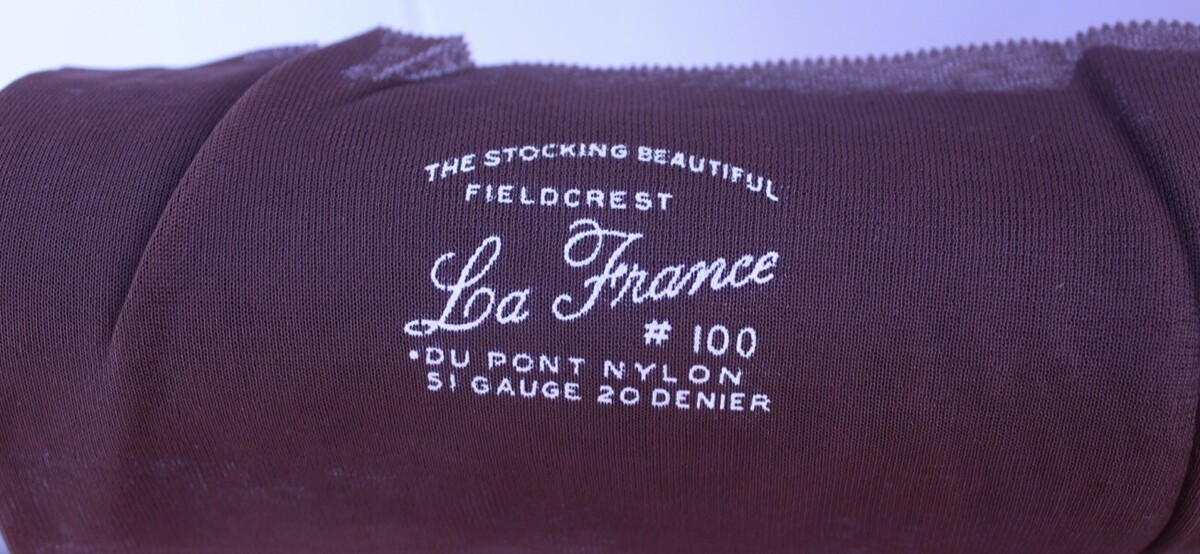 THE STOCKING BEAUTIFUL
FIELDCREST
La France
# 100
•DU PONT NYLON
51 GAUGE 20 DENIER